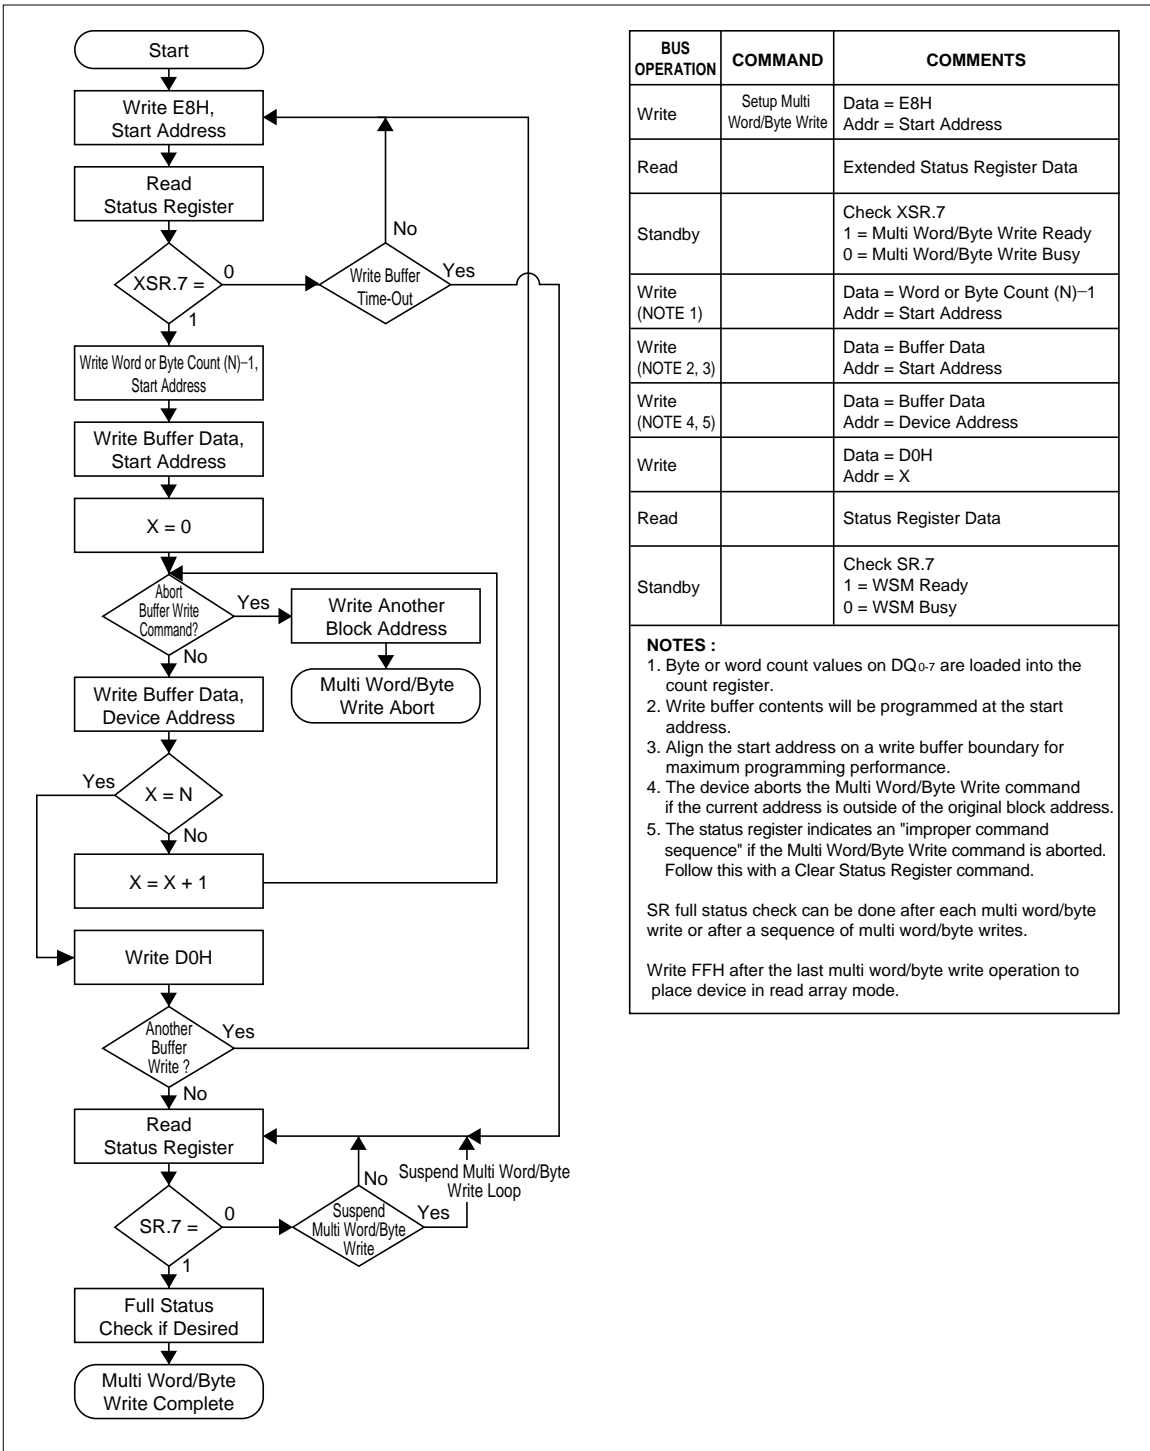 Start
Write E8H,
Start Address
Read
Status Register
No
XSR.7 =
0
Write Buffer
Time-Out
Yes
1
Write Word or Byte Count (N)−1,
Start Address
Write Buffer Data,
Start Address
X = 0
Abort
Buffer Write
Command?
Yes
Write Another
Block Address
No
Multi Word/Byte
Write Abort
Write Buffer Data,
Device Address
Yes
X = N
No
X = X + 1
Write D0H
Another
Buffer
Write ?
Yes
No
Read
Status Register
No
Suspend Multi Word/Byte
Write Loop
SR.7 =
0
Suspend
Multi Word/Byte
Write
Yes
1
Full Status
Check if Desired
Multi Word/Byte
Write Complete
BUS
OPERATION
COMMAND
COMMENTS
Write
Setup Multi
Word/Byte Write
Data = E8H
Addr = Start Address
Read
Extended Status Register Data
Standby
Check XSR.7
1 = Multi Word/Byte Write Ready
0 = Multi Word/Byte Write Busy
Write
(NOTE 1)
Data = Word or Byte Count (N)−1
Addr = Start Address
Write
(NOTE 2, 3)
Data = Buffer Data
Addr = Start Address
Write
(NOTE 4, 5)
Data = Buffer Data
Addr = Device Address
Write
Data = D0H
Addr = X
Read
Status Register Data
Standby
Check SR.7
1 = WSM Ready
0 = WSM Busy
NOTES :
1. Byte or word count values on DQ0-7 are loaded into the
count register.
2. Write buffer contents will be programmed at the start
address.
3. Align the start address on a write buffer boundary for
maximum programming performance.
4. The device aborts the Multi Word/Byte Write command
if the current address is outside of the original block address.
5. The status register indicates an "improper command
sequence" if the Multi Word/Byte Write command is aborted.
Follow this with a Clear Status Register command.
SR full status check can be done after each multi word/byte
write or after a sequence of multi word/byte writes.
Write FFH after the last multi word/byte write operation to
place device in read array mode.